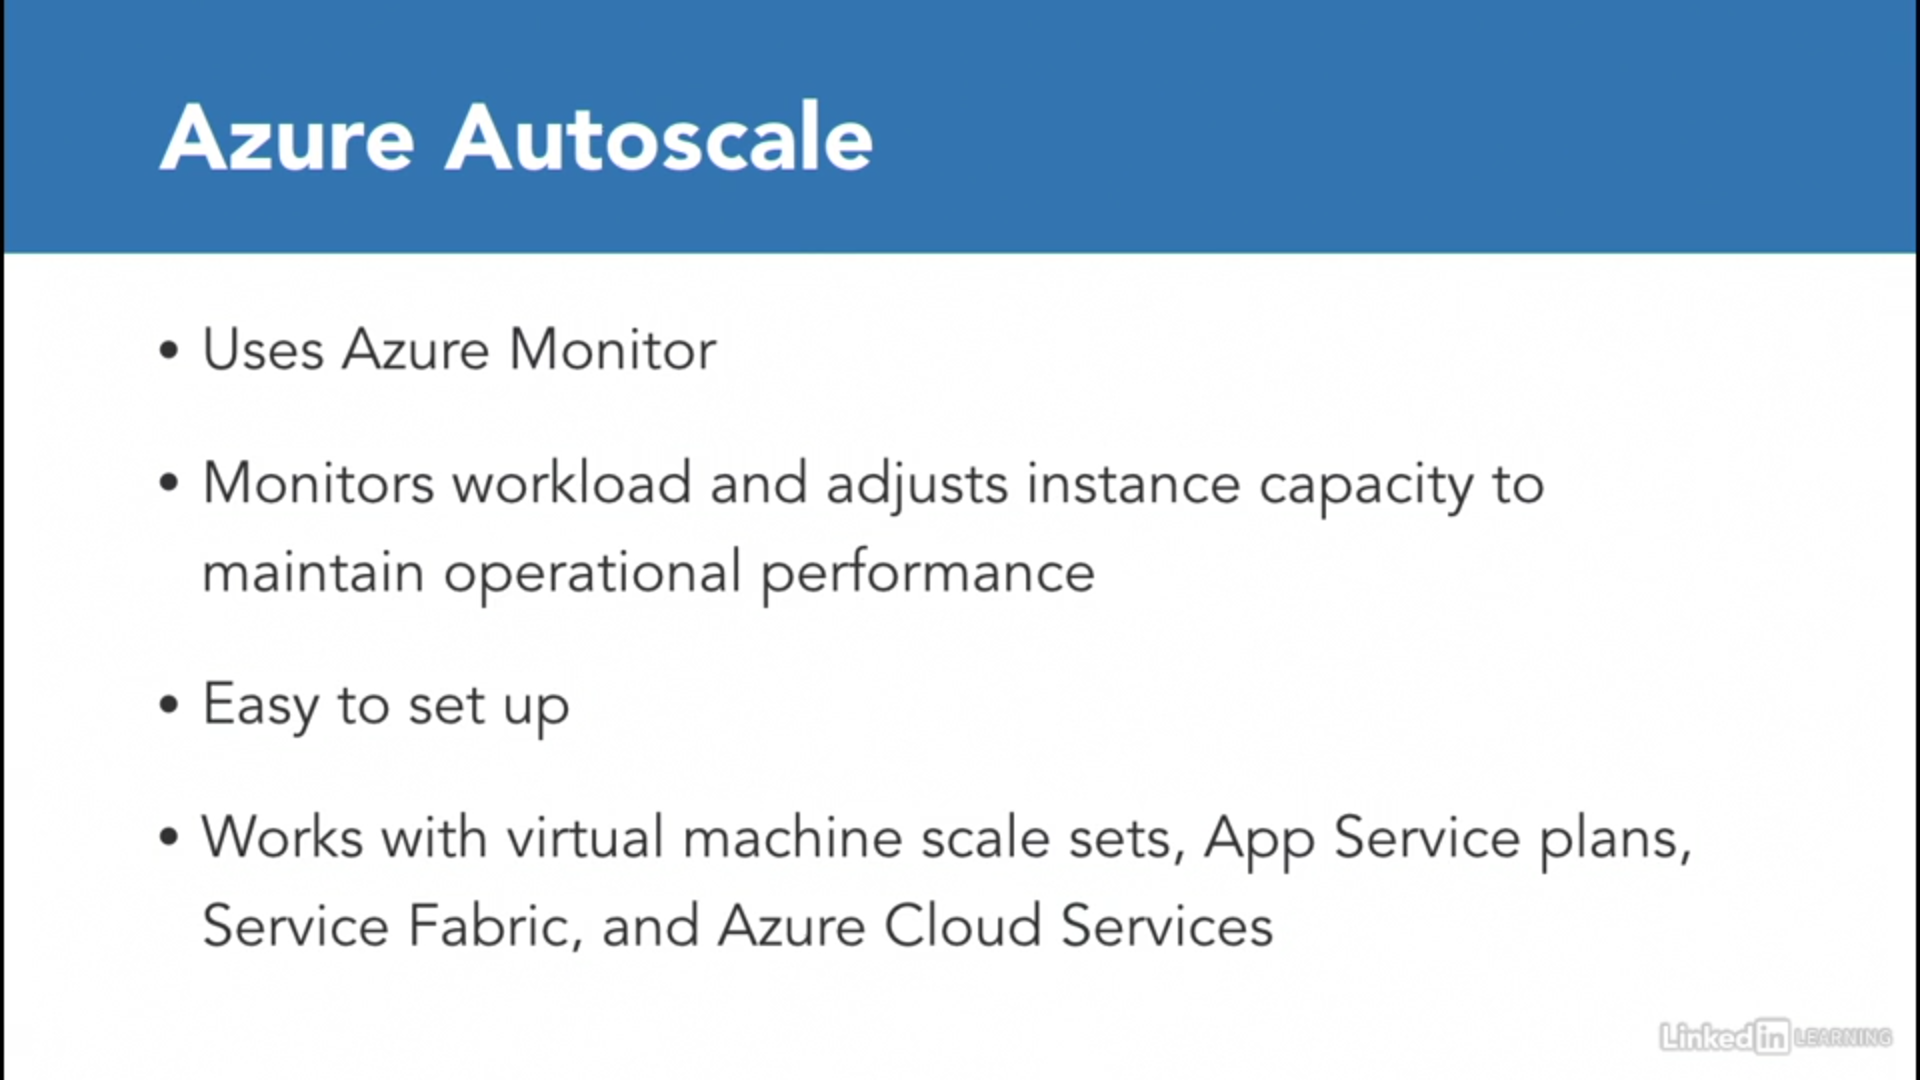 Azure Autoscale
• Uses Azure Monitor
• Monitors workload and adjusts instance capacity to
maintain operational performance
• Easy to set up
• Works with virtual machine scale sets, App Service plans,
Service Fabric, and Azure Cloud Services
Linked in LEARNING